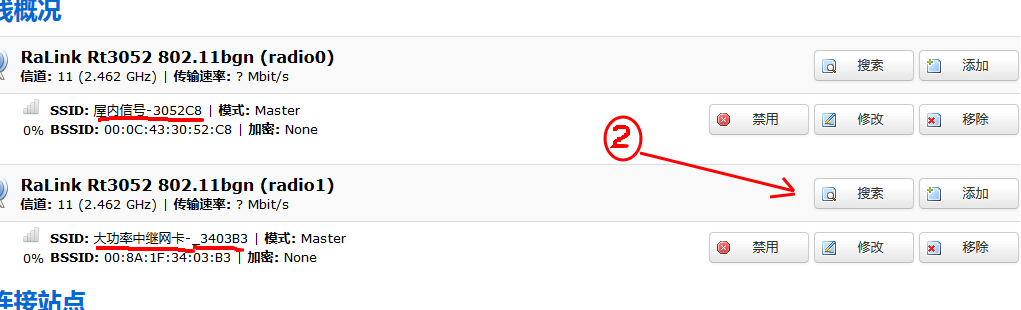 线概况
RaLink Rt3052 802.11bgn (radio0)
信道: 11 (2.462 GHz) | 传输速率: ? Mbit/s
搜索 添加
SSID: 屋内信号-3052C8 | 模式: Master
0% BSSID: 00:0C:43:30:52:C8 | 加密: None
禁用 修改 移除
2
RaLink Rt3052 802.11bgn (radio1)
信道: 11 (2.462 GHz) | 传输速率: ? Mbit/s
搜索 添加
SSID: 大功率中继网卡-_3403B3 | 模式: Master
0% BSSID: 00:8A:1F:34:03:B3 | 加密: None
禁用 修改 移除
连接站点